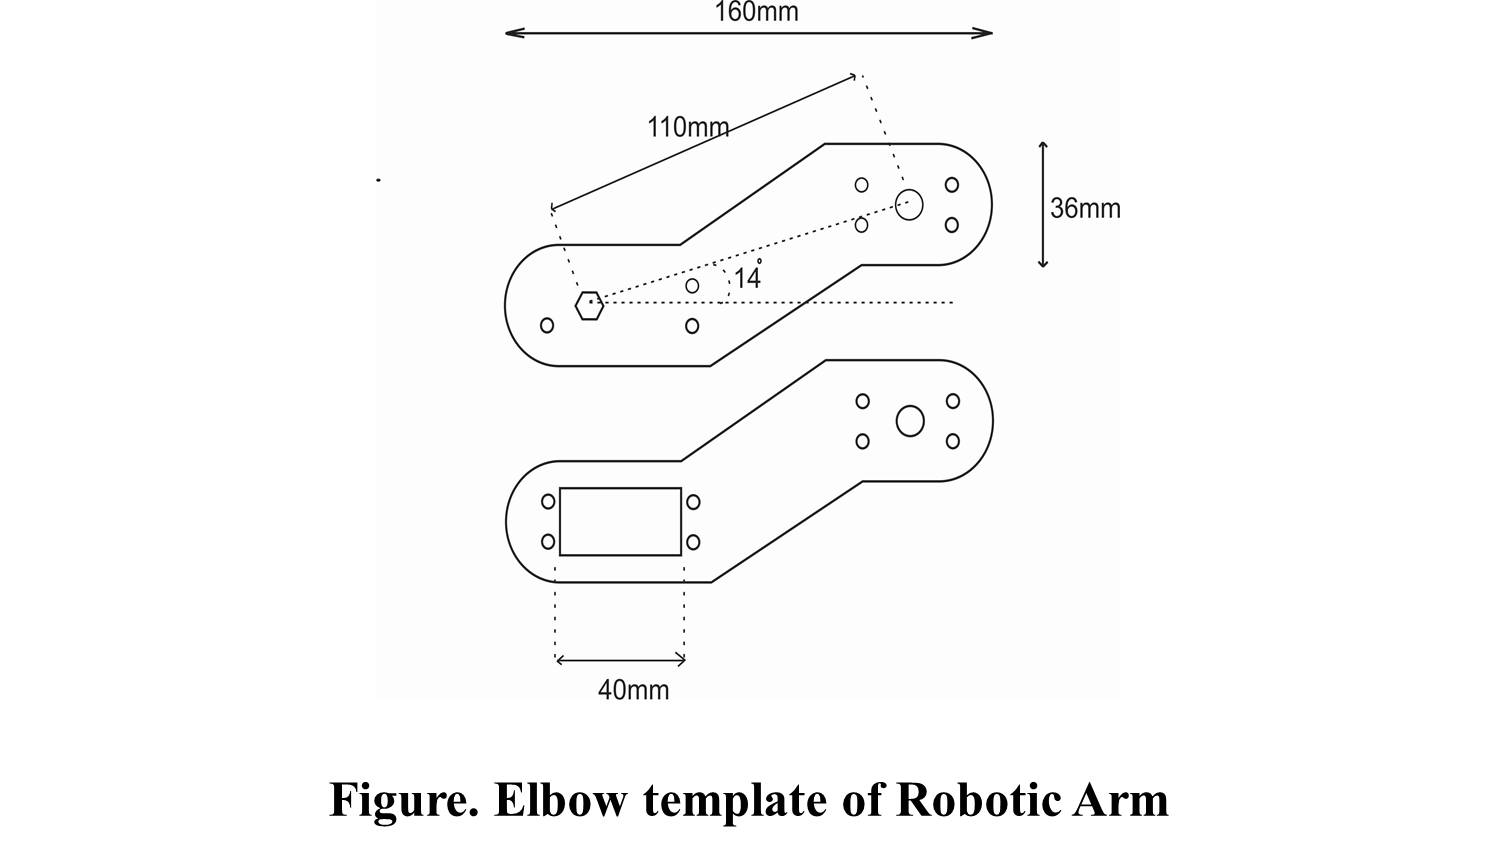 160mm
110mm
36mm
14°
40mm
Figure. Elbow template of Robotic Arm